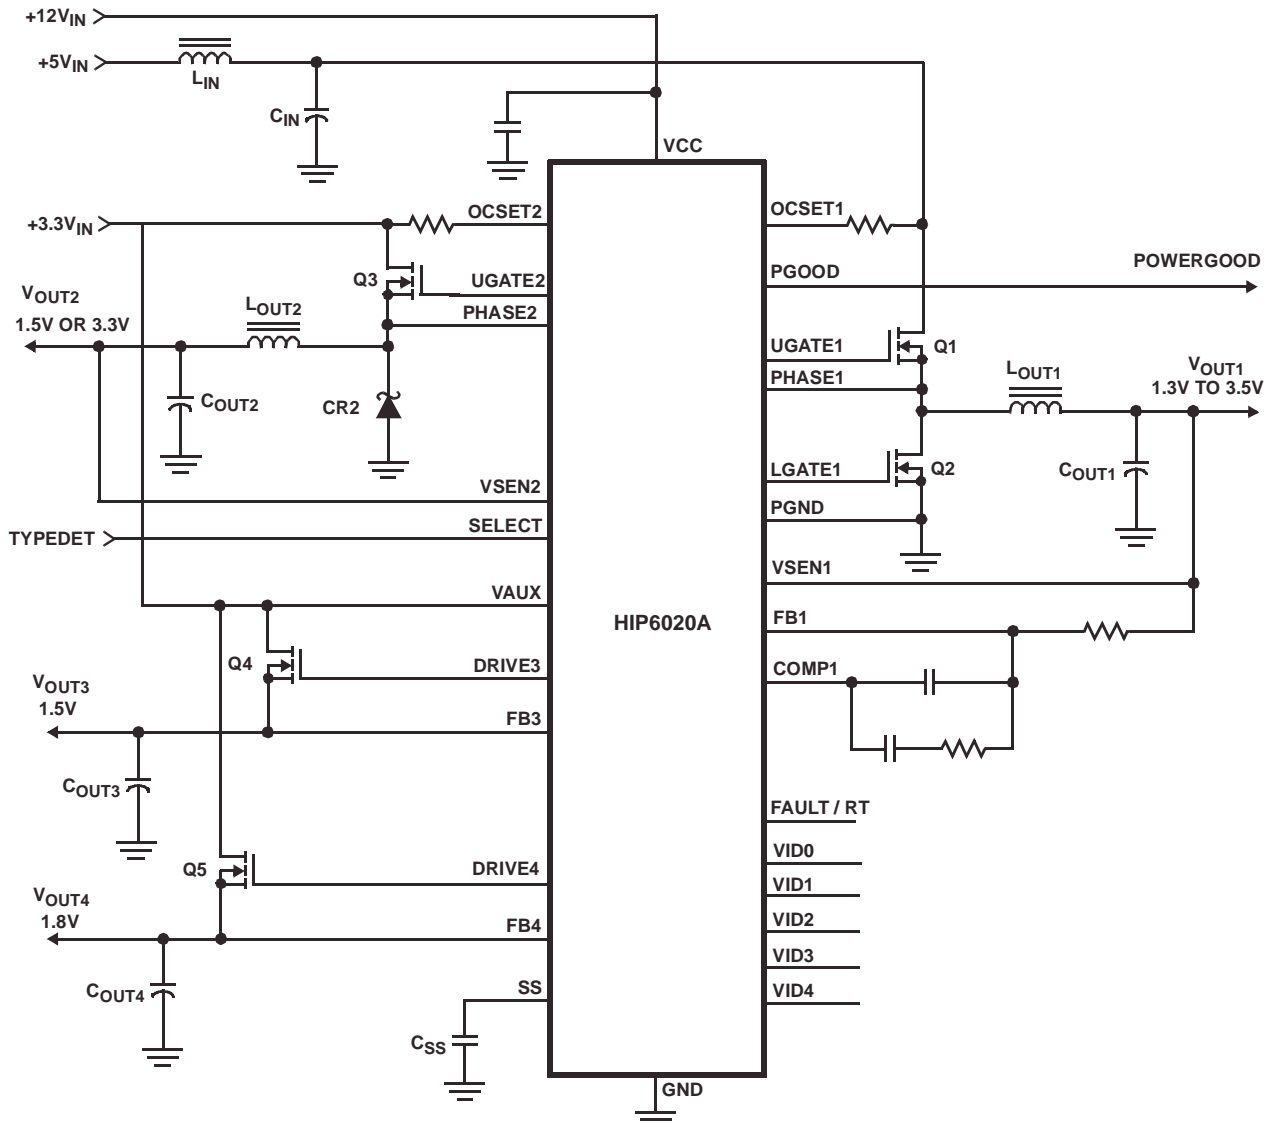 +12VIN
+5VIN
LIN
CIN
VCC
+3.3VIN
OCSET2
OCSET1
PGOOD
POWERGOOD
Q3
UGATE2
PHASE2
VOUT2
1.5V OR 3.3V
LOUT2
COUT2
CR2
UGATE1
Q1
PHASE1
LOUT1
VOUT1
1.3V TO 3.5V
LGATE1
Q2
COUT1
PGND
VSEN2
SELECT
TYPEDET
VSEN1
VAUX
HIP6020A
FB1
Q4
DRIVE3
COMP1
VOUT3
1.5V
FB3
COUT3
FAULT / RT
VID0
Q5
DRIVE4
VID1
VOUT4
1.8V
FB4
VID2
VID3
COUT4
SS
VID4
CSS
GND